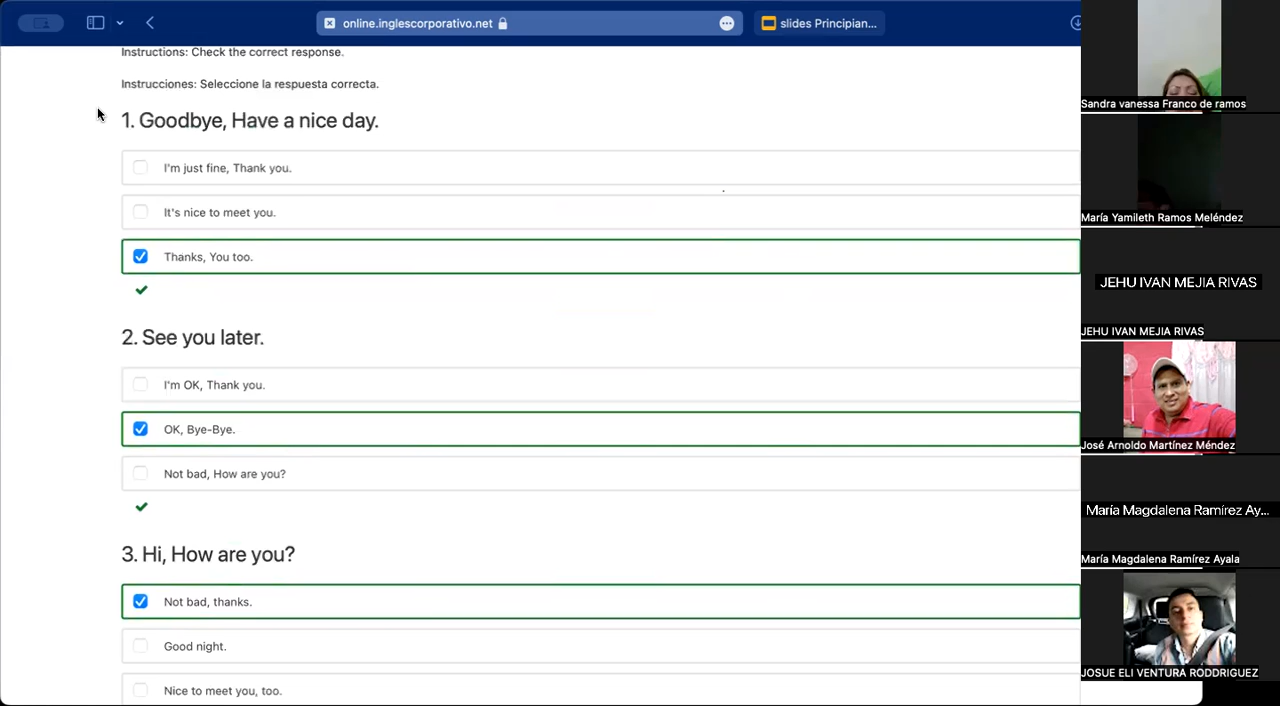 online.inglescorporativo.net
slides Principian...
Instructions: Check the correct response.
Instrucciones: Seleccione la respuesta correcta.
1. Goodbye, Have a nice day.
I'm just fine, Thank you.
It's nice to meet you.
Thanks, You too.
2. See you later.
I'm OK, Thank you.
OK, Bye-Bye.
Not bad, How are you?
3. Hi, How are you?
Not bad, thanks.
Good night.
Nice to meet you, too.
Sandra vanessa Franco de ramos
María Yamileth Ramos Meléndez
JEHU IVAN MEJIA RIVAS
JEHU IVAN MEJIA RIVAS
José Arnoldo Martínez Méndez
María Magdalena Ramírez Ay...
María Magdalena Ramírez Ayala
JOSUE ELI VENTURA RODDRIGUEZ